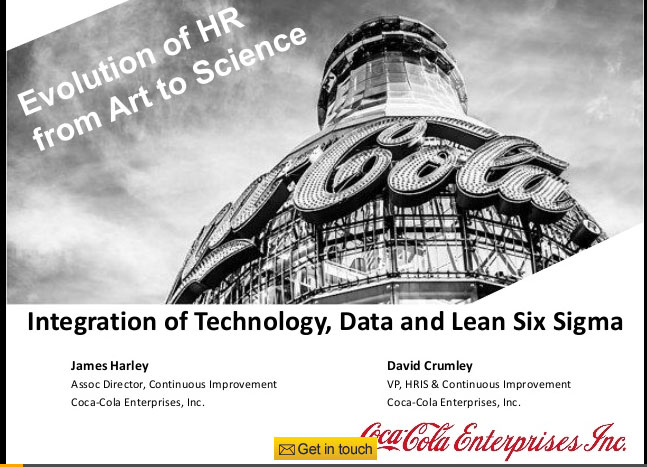 Evolution of HR
from Art to Science
Coca Cola
Integration of Technology, Data and Lean Six Sigma
James Harley
Assoc Director, Continuous Improvement
Coca-Cola Enterprises, Inc.
David Crumley
VP, HRIS & Continuous Improvement
Coca-Cola Enterprises, Inc.
Get in touch
Coca-Cola Enterprises Inc.